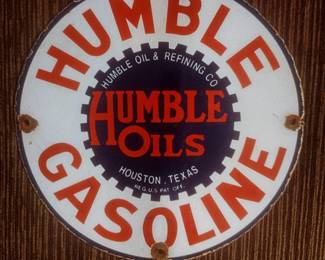 HUMBLE
HUMBLE OIL & REFINING CO
HUMBLE
OILS
HOUSTON, TEXAS
REG. U.S. PAT. OFF.
GASOLINE